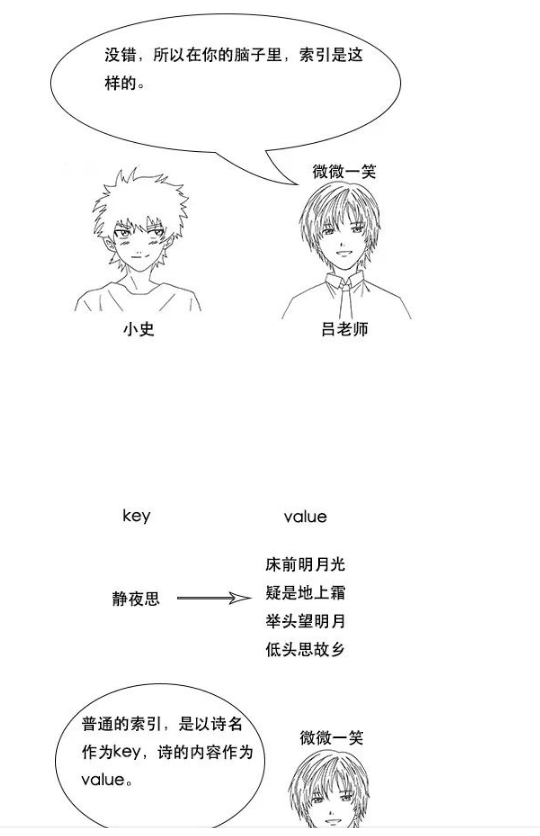 没错，所以在你的脑子里，索引是这
样的。
微微一笑
小史
吕老师
key
value
静夜思
床前明月光
疑是地上霜
举头望明月
低头思故乡
普通的索引，是以诗名
作为key，诗的内容作为
value。
微微一笑